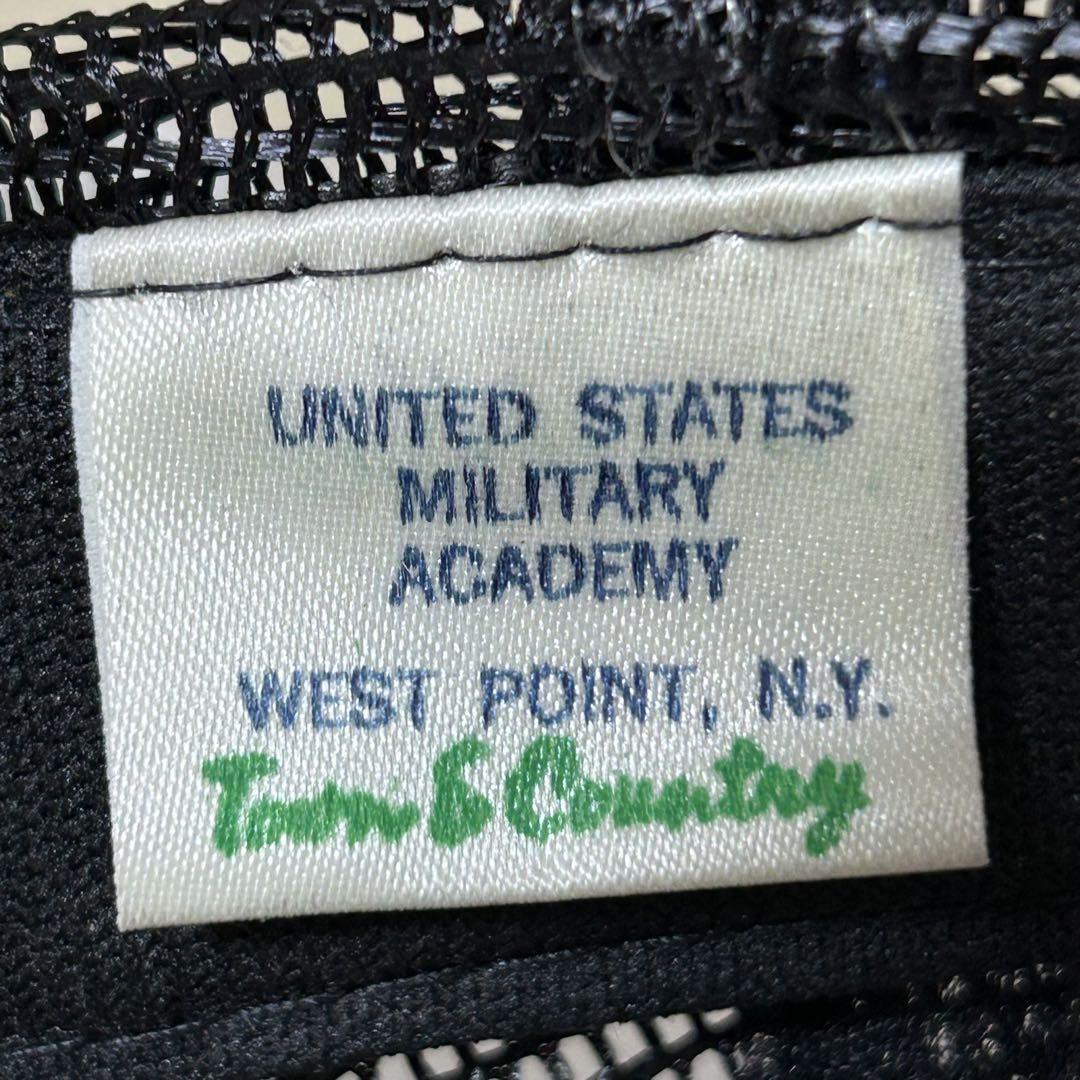 UNITED STATES
MILITARY
ACADEMY
WEST POINT, N.Y.
Town & Country